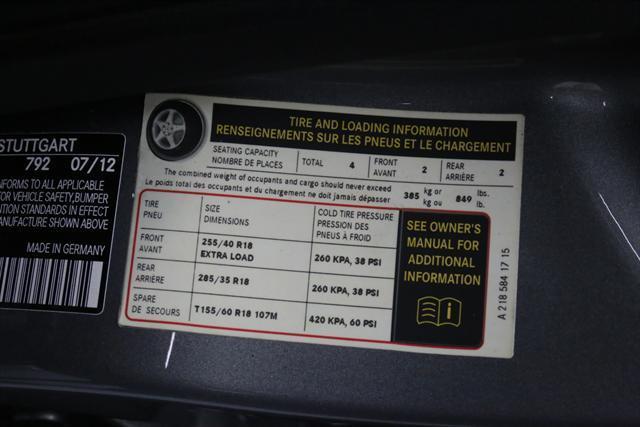 STUTTGART
792 07/12
NFORMS TO ALL APPLICABLE
VEHICLE SAFETY, BUMPER
STANDARDS IN EFFECT
MANUFACTURE SHOWN ABOVE
MADE IN GERMANY
TIRE AND LOADING INFORMATION
RENSEIGNEMENTS SUR LES PNEUS ET LE CHARGEMENT
SEATING CAPACITY
NOMBRE DE PLACES
TOTAL 4
FRONT
AVANT 2
REAR
ARRIÈRE 2
The combined weight of occupants and cargo should never exceed
Le poids total des occupants et du chargement ne doit jamais dépasser
385 kg or
kg ou
849 lbs.
lb.
TIRE
PNEU
SIZE
DIMENSIONS
COLD TIRE PRESSURE
PRESSION DES
PNEUS À FROID
FRONT
AVANT
255/40 R18
EXTRA LOAD
260 KPA, 38 PSI
REAR
ARRIÈRE
285/35 R18
260 KPA, 38 PSI
SPARE
DE SECOURS
T155/60 R18 107M
420 KPA, 60 PSI
SEE OWNER'S
MANUAL FOR
ADDITIONAL
INFORMATION
A 218 584 17 15